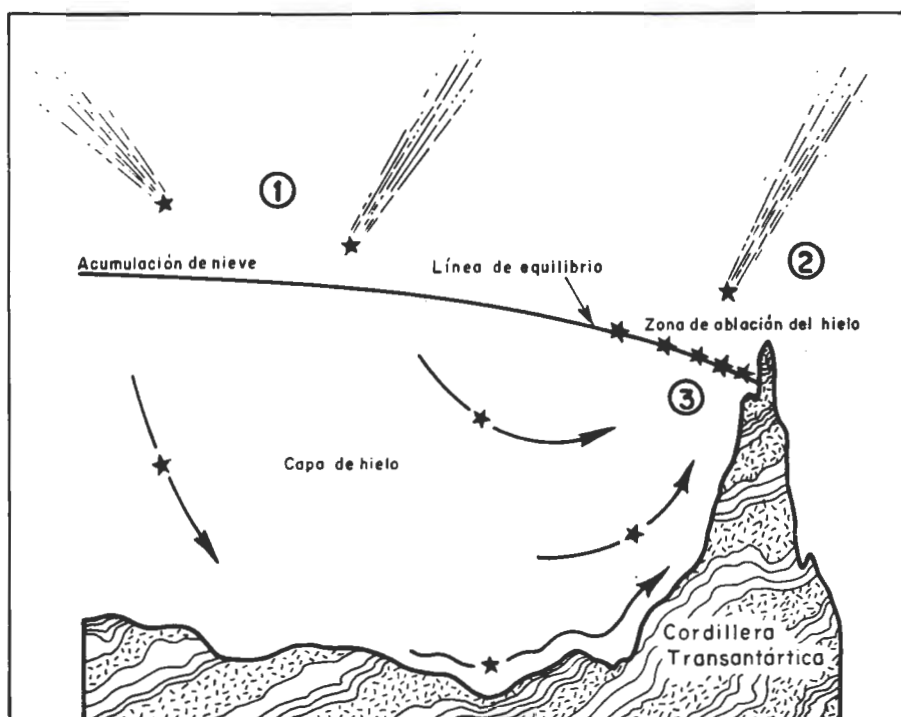 1
2
Acumulación de nieve
Línea de equilibrio
Zona de ablación del hielo
3
Capa de hielo
Cordillera
Transantártica